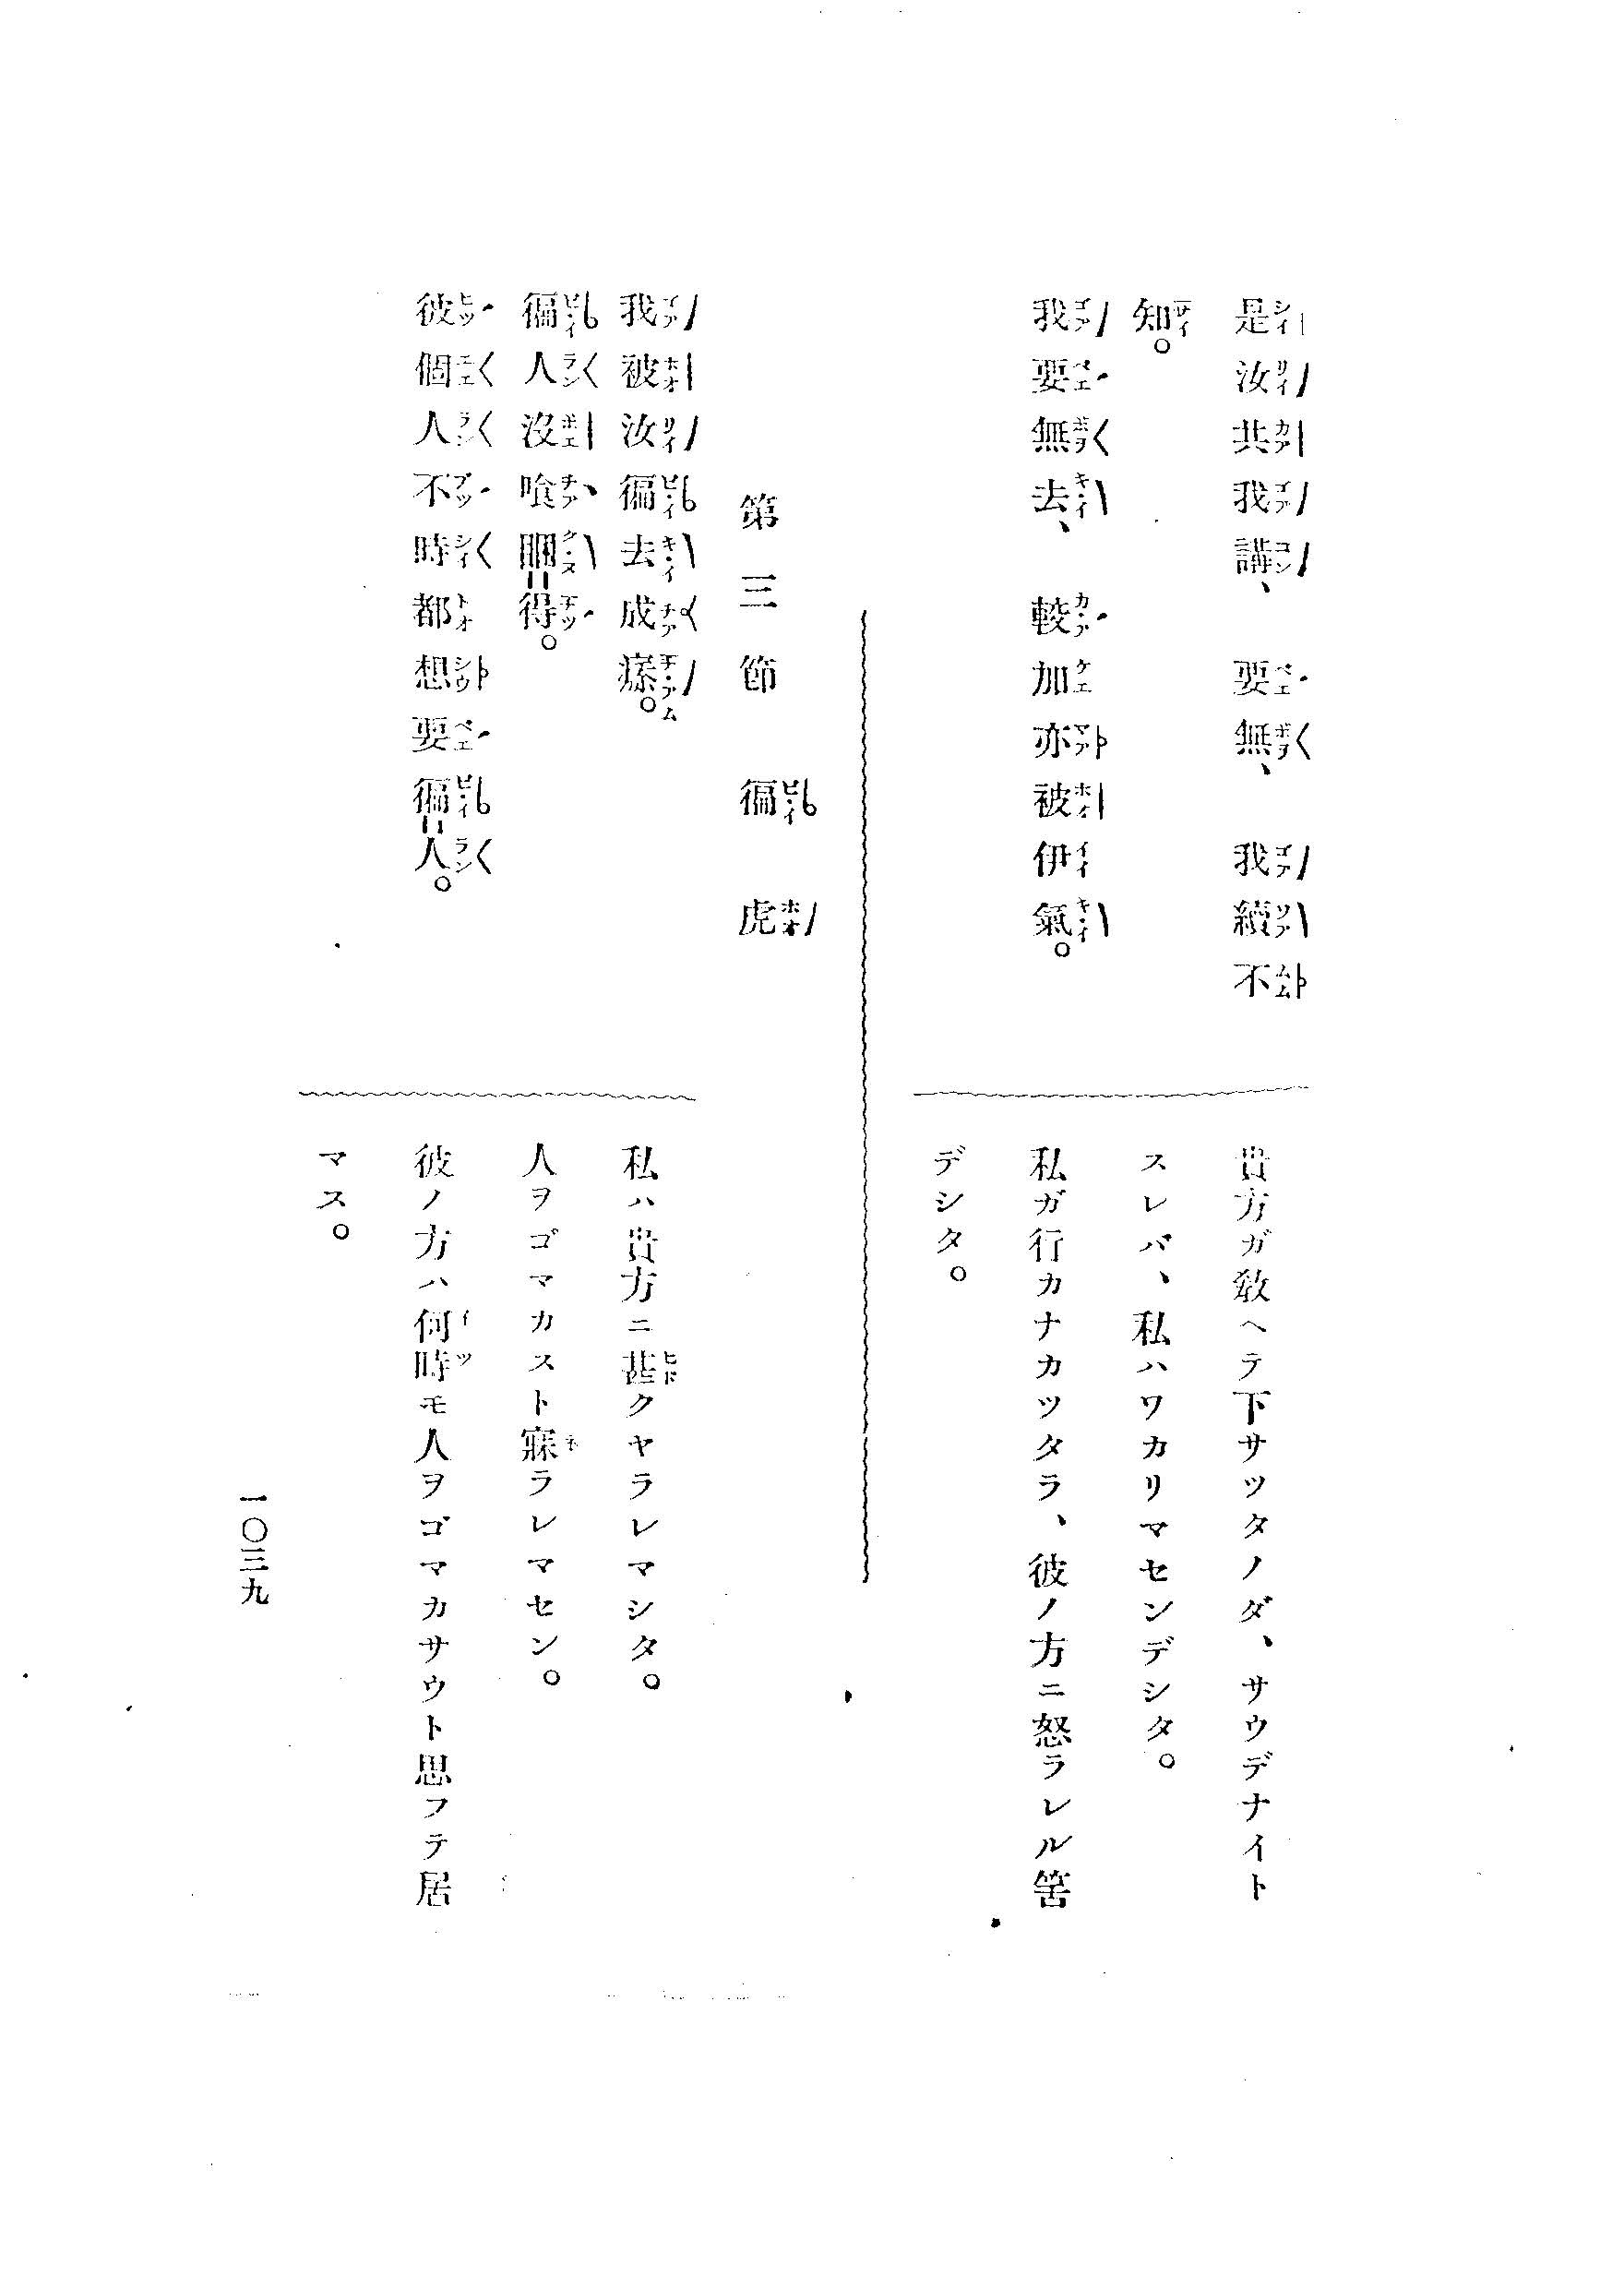 是汝共我講、要無、我續不
知。
我要無去、較加亦被伊氣。
貴方ガ敎ヘテ下サツタノダ、サウデナイト
スレバ、私ハワカリマセンデシタ。
私ガ行カナカツタラ、彼ノ方ニ怒ラレル筈
デシタ。
第三節 徧 虎
我被汝徧去成㾾。
徧人沒喰睏得。
彼個人不時都想要徧人。
私ハ貴方ニ甚クヤラレマシタ。
人ヲゴマカスト寐ラレマセン。
彼ノ方ハ何時モ人ヲゴマカサウト思フテ居
マス。
一〇三九